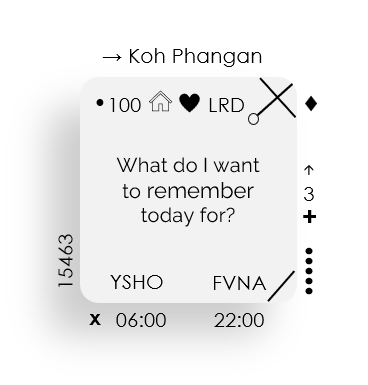 → Koh Phangan
• 100 ♥ LRD ♦
What do I want
to remember
today for?
↑
3
+
15463
YSHO FVNA
x 06:00 22:00